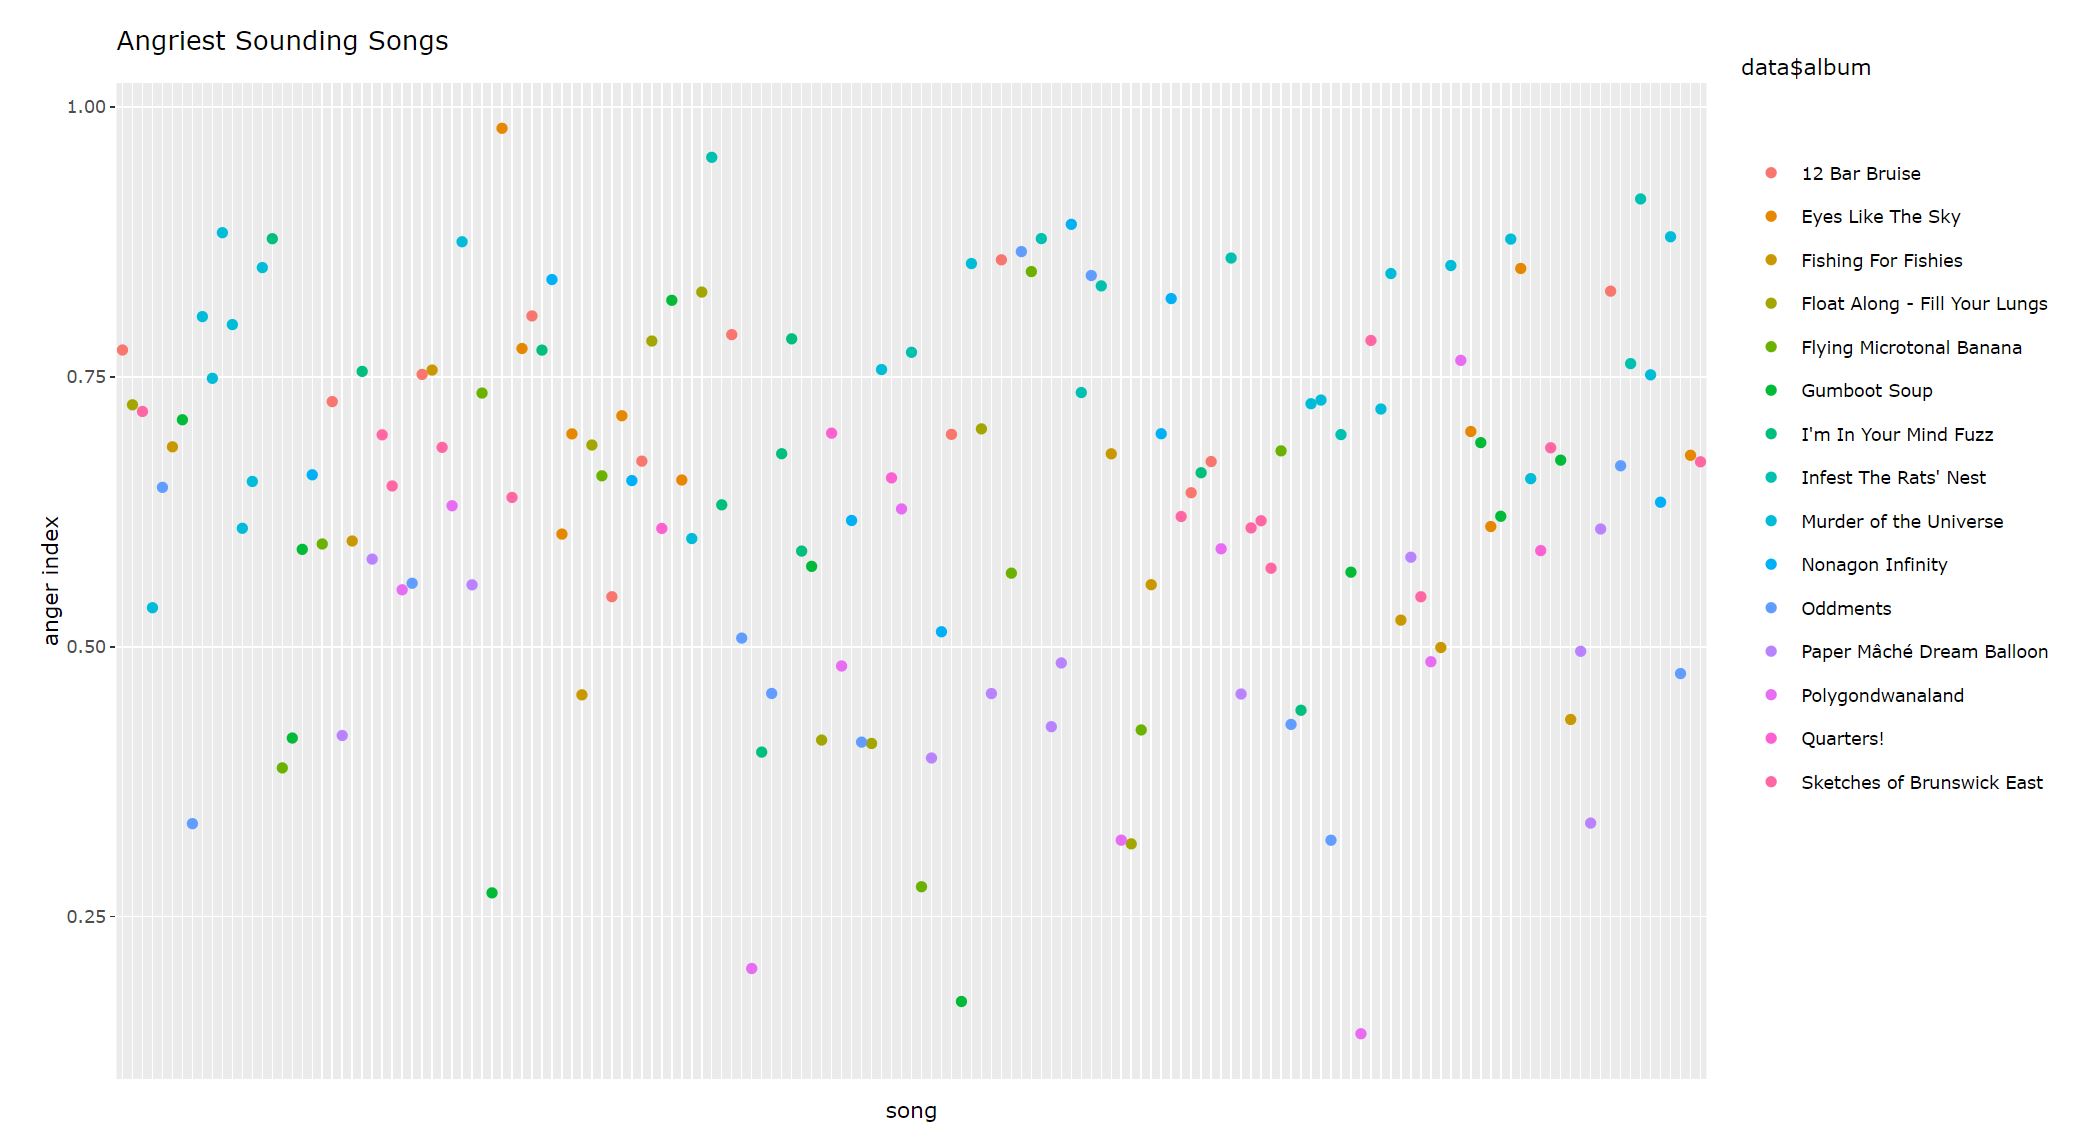 Angriest Sounding Songs
data$album
1.00
0.75
0.50
0.25
anger index
song
12 Bar Bruise
Eyes Like The Sky
Fishing For Fishies
Float Along - Fill Your Lungs
Flying Microtonal Banana
Gumboot Soup
I'm In Your Mind Fuzz
Infest The Rats' Nest
Murder of the Universe
Nonagon Infinity
Oddments
Paper Mâché Dream Balloon
Polygondwanaland
Quarters!
Sketches of Brunswick East